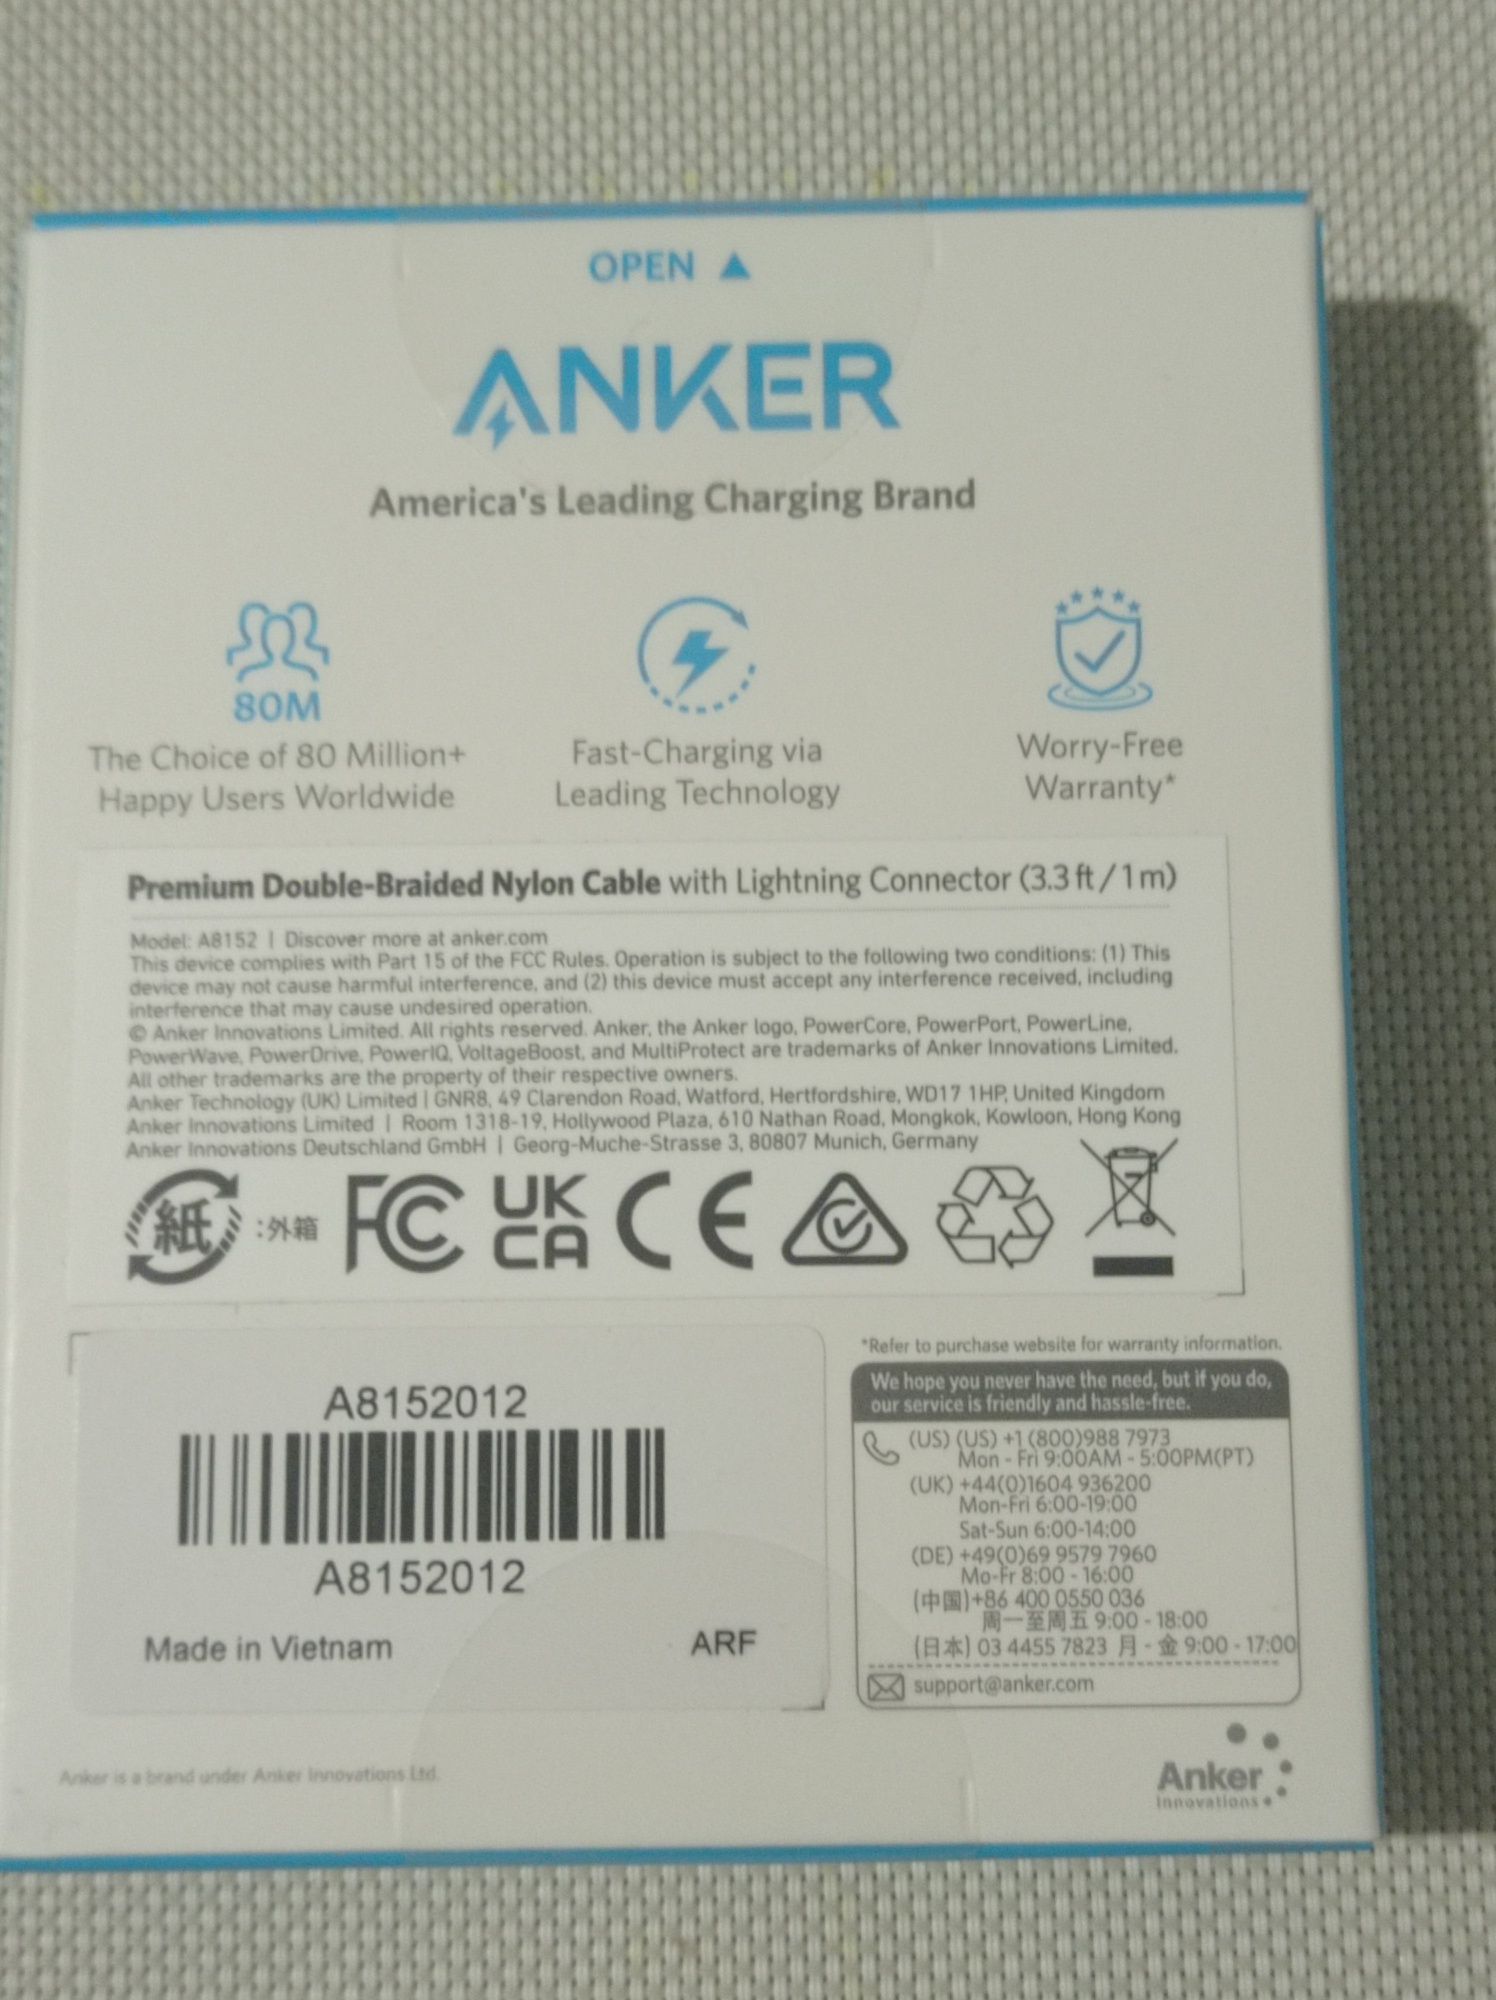 OPEN ▲
ANKER
America's Leading Charging Brand
80M
The Choice of 80 Million+
Happy Users Worldwide
Fast-Charging via
Leading Technology
Worry-Free
Warranty*
Premium Double-Braided Nylon Cable with Lightning Connector (3.3 ft / 1 m)
Model: A8152 | Discover more at anker.com
This device complies with Part 15 of the FCC Rules. Operation is subject to the following two conditions: (1) This
device may not cause harmful interference, and (2) this device must accept any interference received, including
interference that may cause undesired operation.
© Anker Innovations Limited. All rights reserved. Anker, the Anker logo, PowerCore, PowerPort, PowerLine,
PowerWave, PowerDrive, PowerIQ, VoltageBoost, and MultiProtect are trademarks of Anker Innovations Limited.
All other trademarks are the property of their respective owners.
Anker Technology (UK) Limited | GNR8, 49 Clarendon Road, Watford, Hertfordshire, WD17 1HP, United Kingdom
Anker Innovations Limited | Room 1318-19, Hollywood Plaza, 610 Nathan Road, Mongkok, Kowloon, Hong Kong
Anker Innovations Deutschland GmbH | Georg-Muche-Strasse 3, 80807 Munich, Germany
紙 :外箱 FC UK CA CE
A8152012
A8152012
Made in Vietnam ARF
*Refer to purchase website for warranty information.
We hope you never have the need, but if you do,
our service is friendly and hassle-free.
(US) (US) +1 (800)988 7973
Mon - Fri 9:00AM - 5:00PM(PT)
(UK) +44(0)1604 936200
Mon-Fri 6:00-19:00
Sat-Sun 6:00-14:00
(DE) +49(0)69 9579 7960
Mo-Fr 8:00 - 16:00
(中国)+86 400 0550 036
周一至周五 9:00 - 18:00
(日本) 03 4455 7823 月 - 金 9:00 - 17:00
support@anker.com
Anker is a brand under Anker Innovations Ltd.
Anker
Innovations